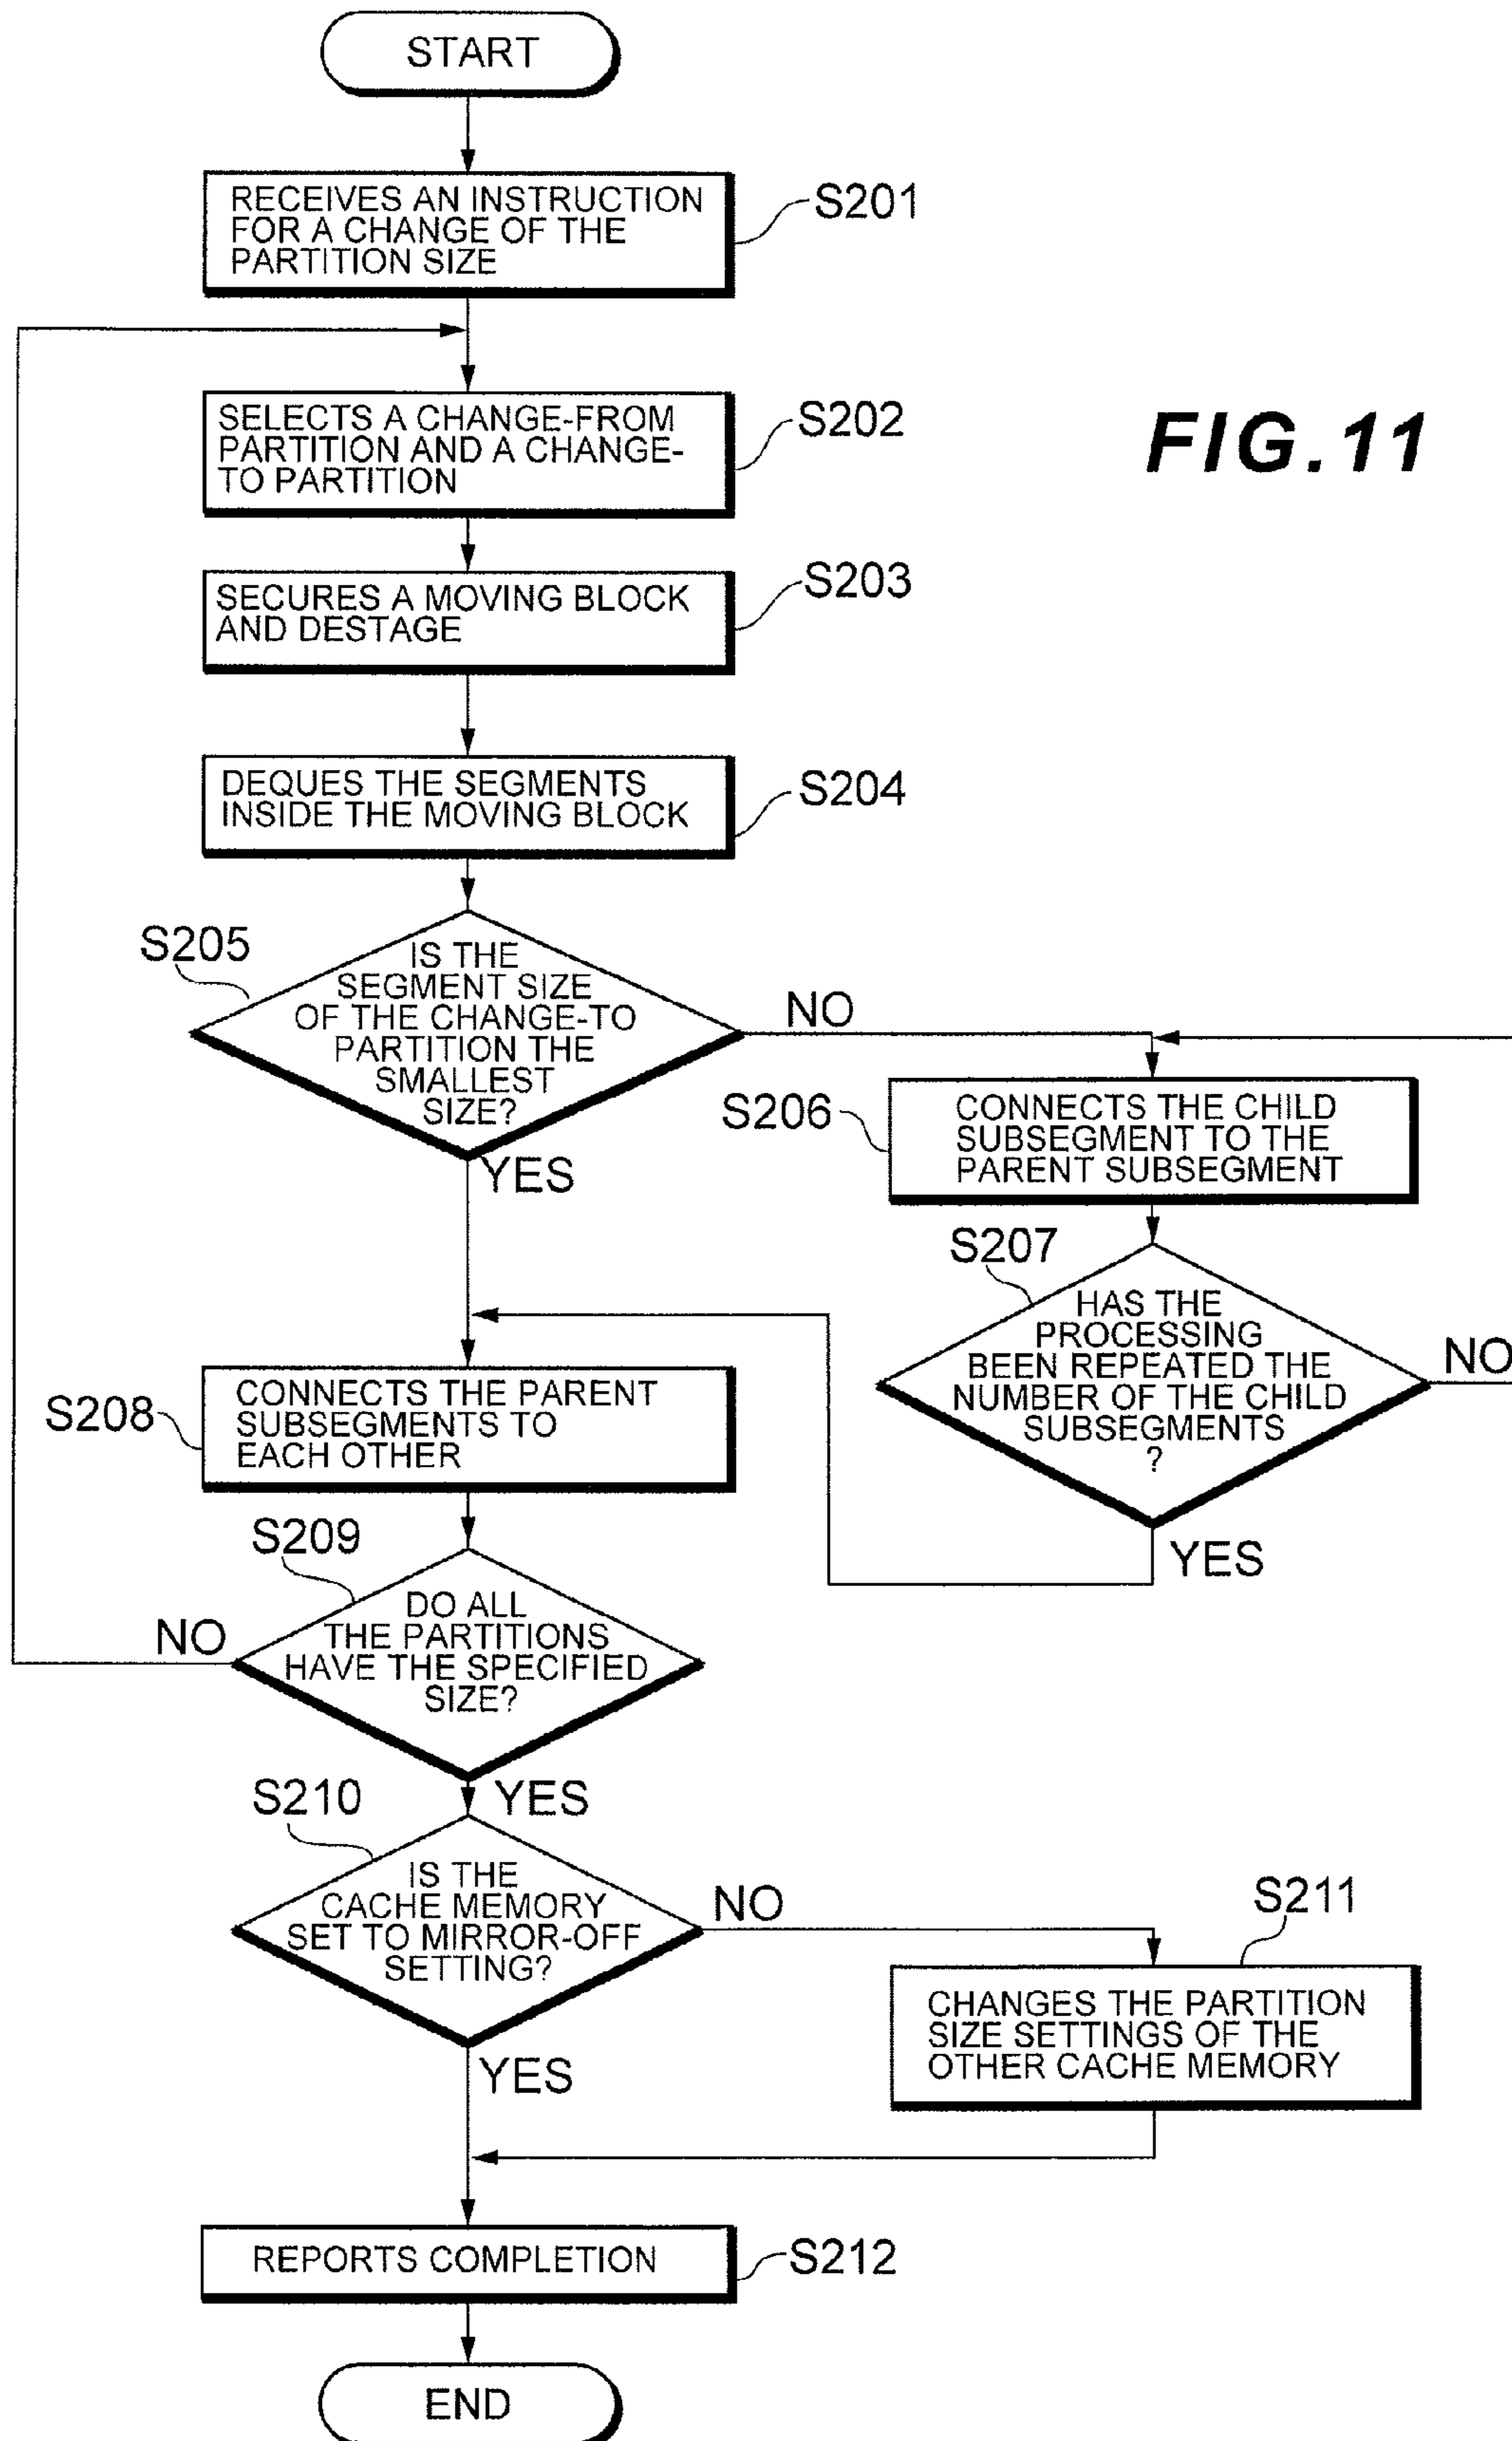 START
RECEIVES AN INSTRUCTION
FOR A CHANGE OF THE
PARTITION SIZE
S201
SELECTS A CHANGE-FROM
PARTITION AND A CHANGE-
TO PARTITION
S202
FIG.11
SECURES A MOVING BLOCK
AND DESTAGE
S203
DEQUES THE SEGMENTS
INSIDE THE MOVING BLOCK
S204
S205
IS THE
SEGMENT SIZE
OF THE CHANGE-TO
PARTITION THE
SMALLEST
SIZE?
NO
YES
S206
CONNECTS THE CHILD
SUBSEGMENT TO THE
PARENT SUBSEGMENT
S207
HAS THE
PROCESSING
BEEN REPEATED THE
NUMBER OF THE CHILD
SUBSEGMENTS
?
NO
YES
S208
CONNECTS THE PARENT
SUBSEGMENTS TO
EACH OTHER
S209
DO ALL
THE PARTITIONS
HAVE THE SPECIFIED
SIZE?
NO
YES
S210
IS THE
CACHE MEMORY
SET TO MIRROR-OFF
SETTING?
NO
YES
S211
CHANGES THE PARTITION
SIZE SETTINGS OF THE
OTHER CACHE MEMORY
REPORTS COMPLETION
S212
END